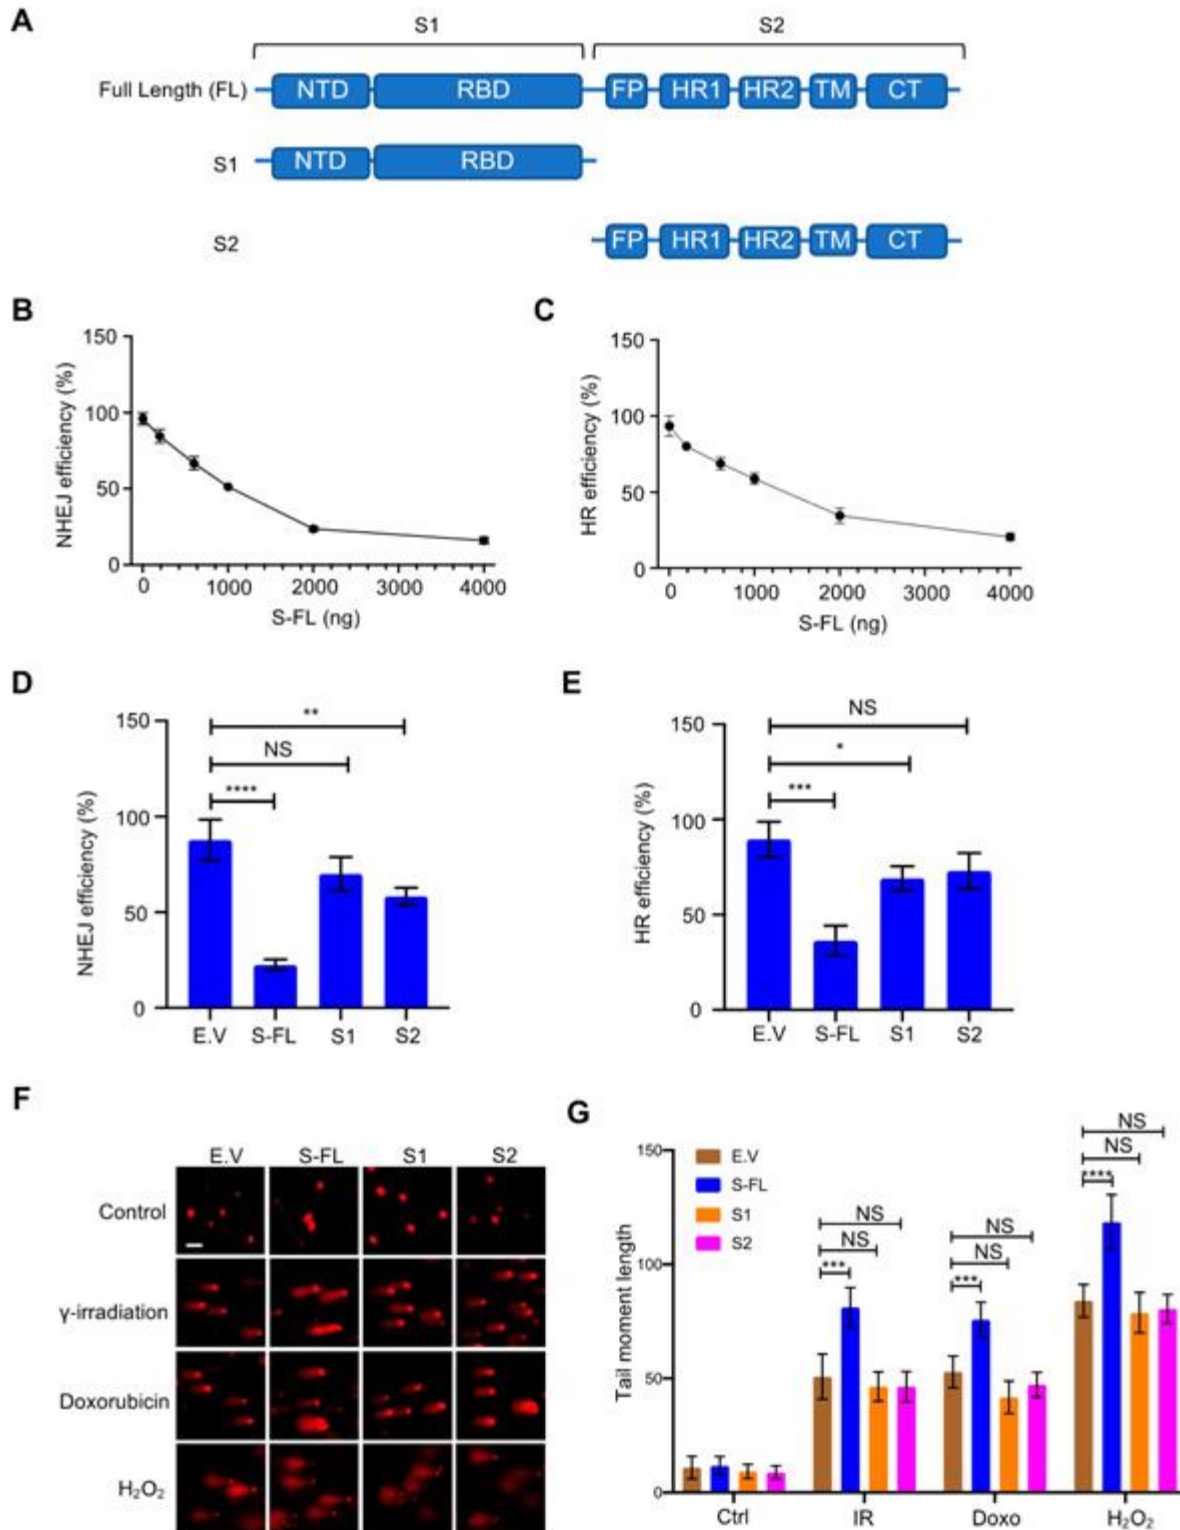 A
S1
S2
Full Length (FL)
NTD
RBD
FP
HR1
HR2
TM
CT
S1
NTD
RBD
S2
FP
HR1
HR2
TM
CT
B
NHEJ efficiency (%)
150
100
50
0
0
1000
2000
3000
4000
S-FL (ng)
C
HR efficiency (%)
150
100
50
0
0
1000
2000
3000
4000
S-FL (ng)
D
NHEJ efficiency (%)
150
100
50
0
**
NS
****
E.V
S-FL
S1
S2
E
HR efficiency (%)
150
100
50
0
NS
*
***
E.V
S-FL
S1
S2
F
E.V
S-FL
S1
S2
Control
γ-irradiation
Doxorubicin
H₂O₂
G
Tail moment length
150
100
50
0
E.V
S-FL
S1
S2
NS
NS
***
NS
NS
***
NS
NS
****
Ctrl
IR
Doxo
H₂O₂